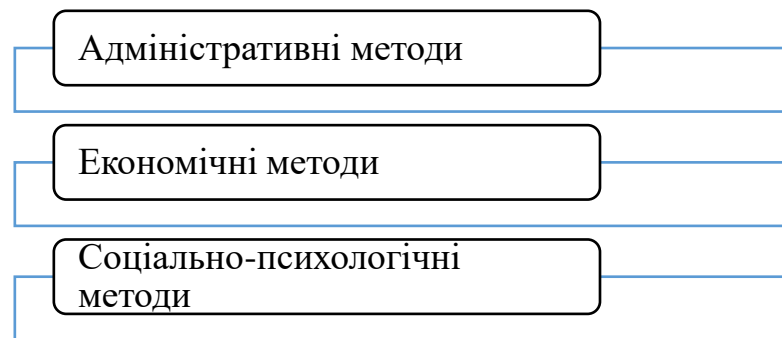 Адміністративні методи
Економічні методи
Соціально-психологічні
методи